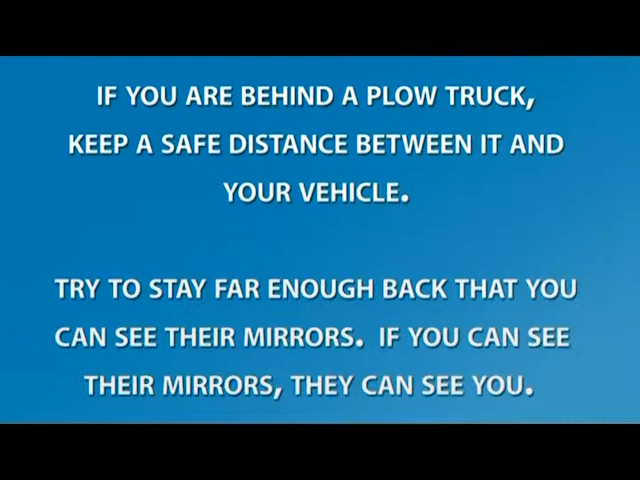 IF YOU ARE BEHIND A PLOW TRUCK,
KEEP A SAFE DISTANCE BETWEEN IT AND
YOUR VEHICLE.
TRY TO STAY FAR ENOUGH BACK THAT YOU
CAN SEE THEIR MIRRORS. IF YOU CAN SEE
THEIR MIRRORS, THEY CAN SEE YOU.